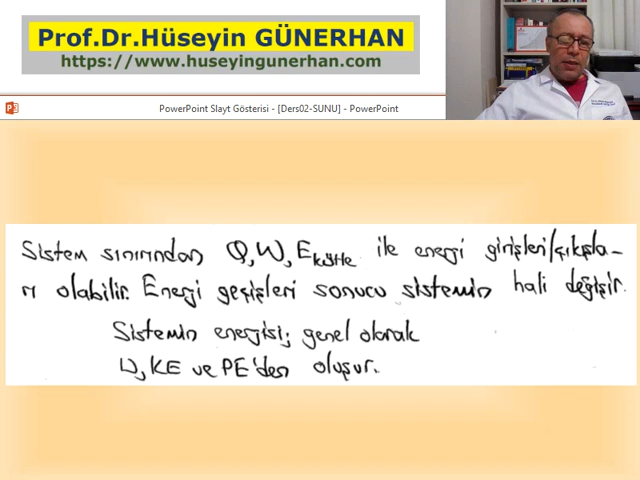 Prof.Dr.Hüseyin GÜNERHAN
https://www.huseyingunerhan.com
PowerPoint Slayt Gösterisi - [Ders02-SUNU] - PowerPoint
Sistem sınırından Q, W, Ekütle ile enerji girişleri/çıkışla-
rı olabilir. Enerji geçişleri sonucu sistemin hali değişir.
Sistemin enerjisi; genel olarak
U, KE ve PE'den oluşur.